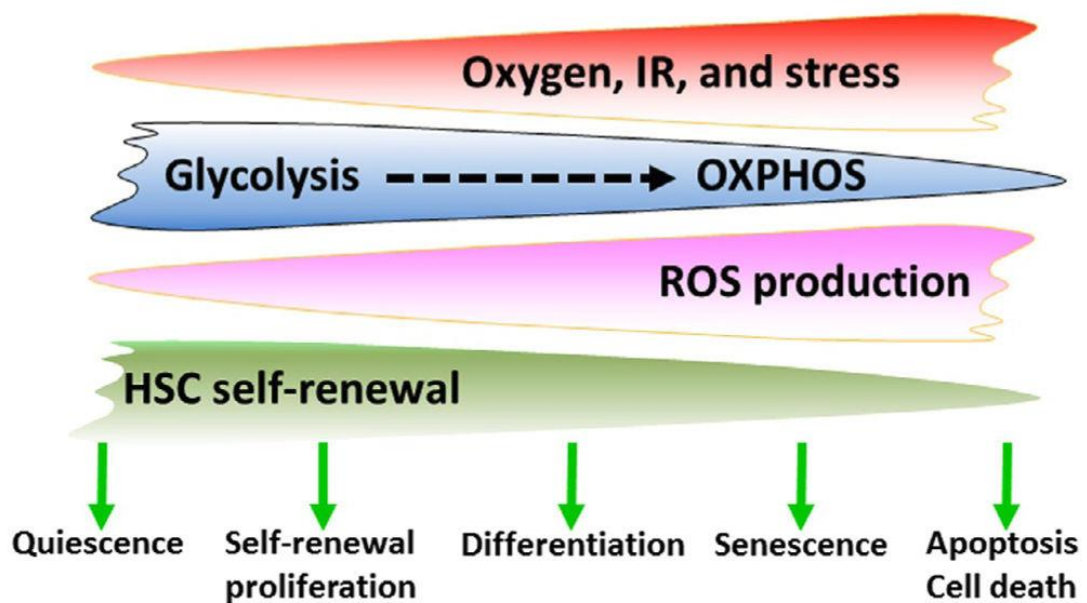 Oxygen, IR, and stress
Glycolysis
OXPHOS
ROS production
HSC self-renewal
Quiescence
Self-renewal
proliferation
Differentiation
Senescence
Apoptosis
Cell death